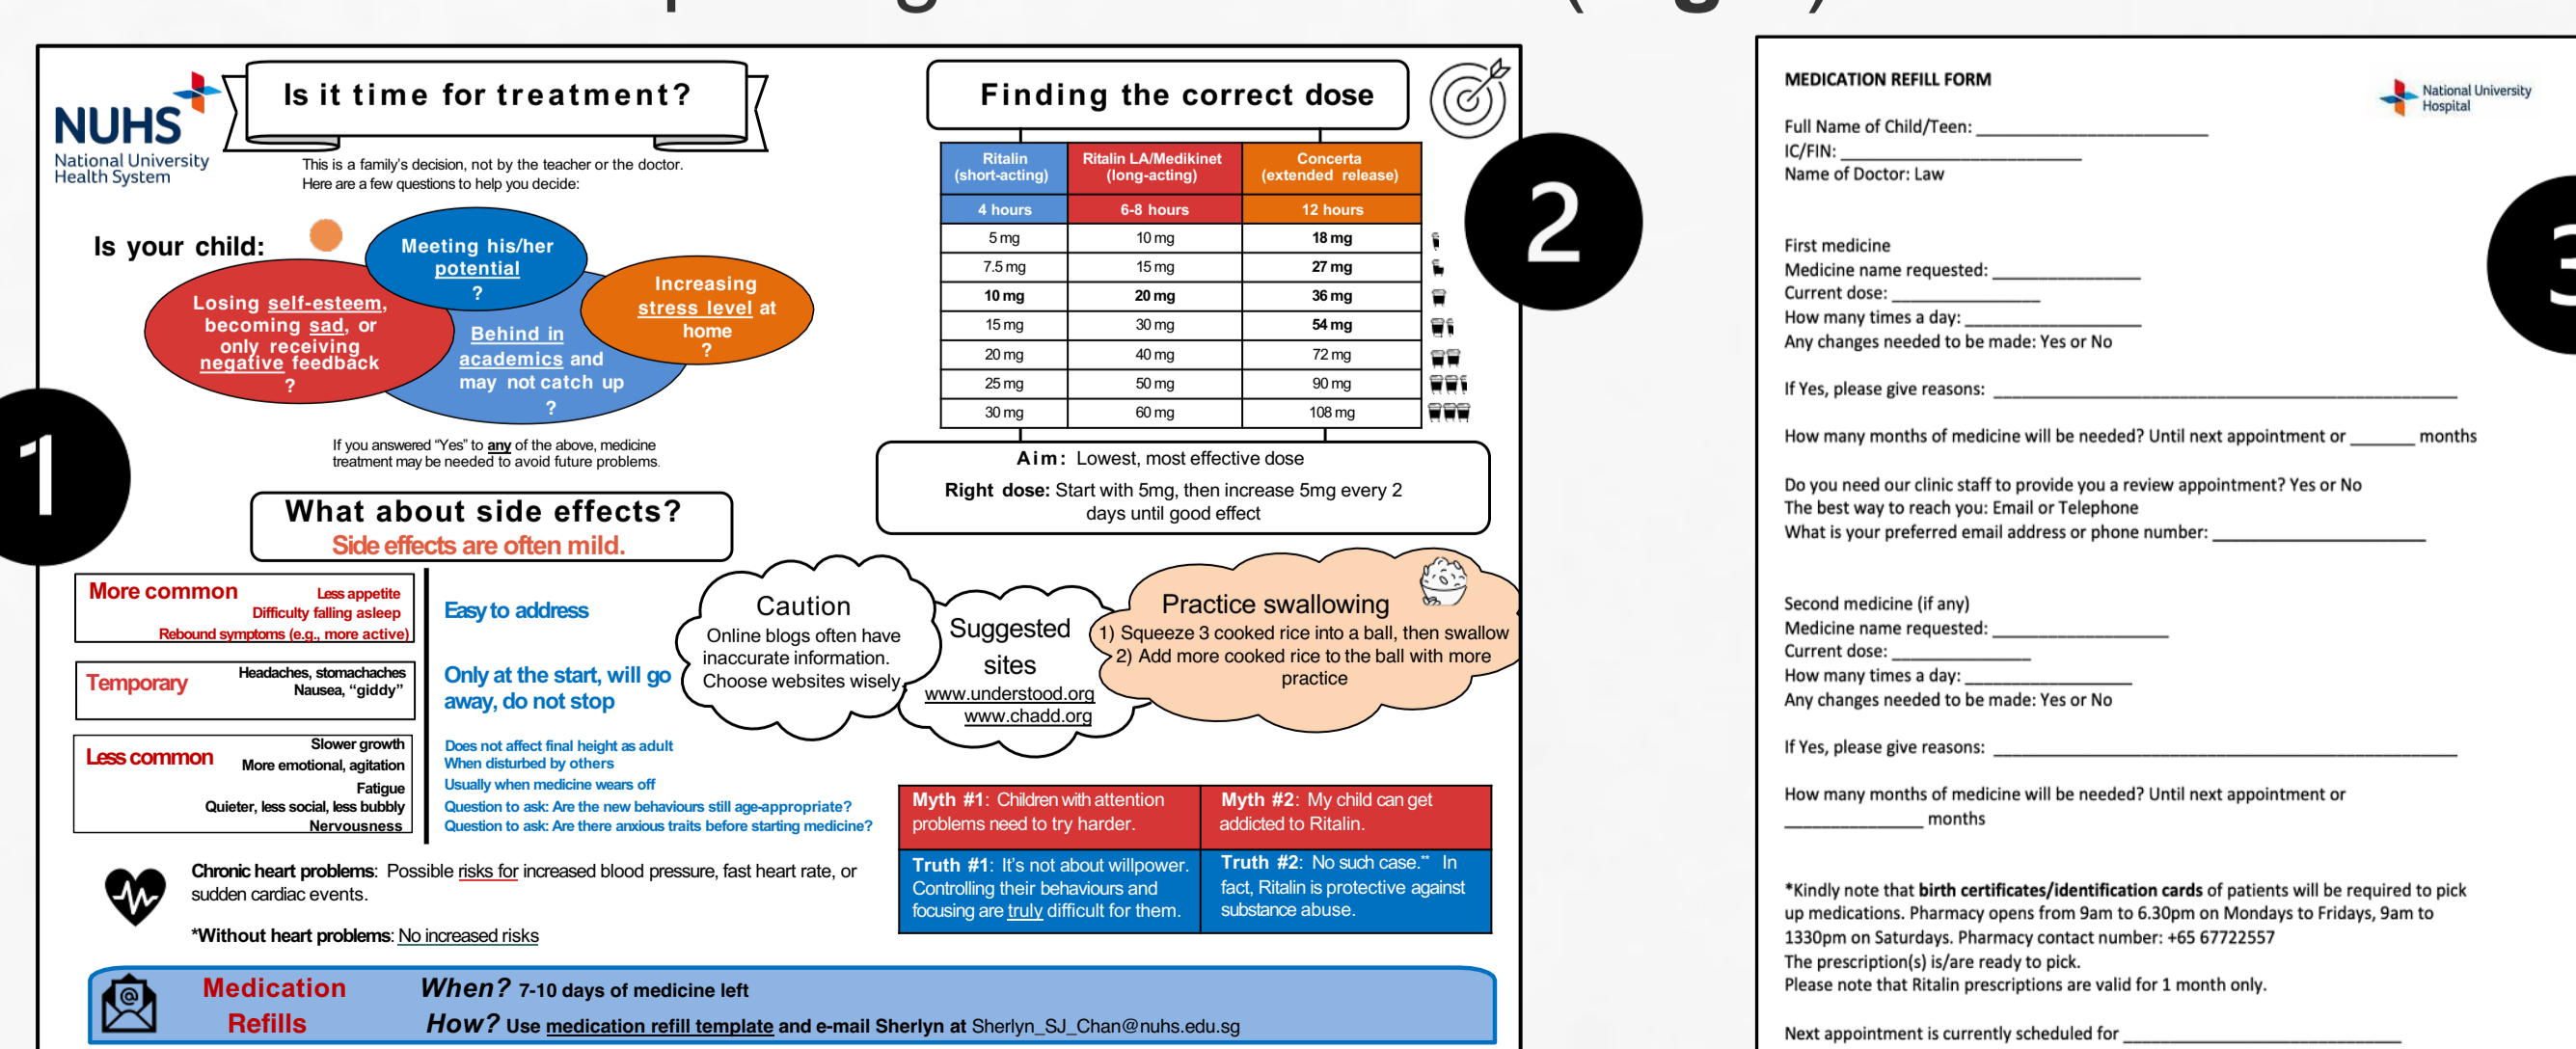 NUHS
National University
Health System
Is it time for treatment?
This is a family's decision, not by the teacher or the doctor.
Here are a few questions to help you decide:
Is your child:
Meeting his/her
potential
?
Losing self-esteem,
becoming sad, or
only receiving
negative feedback
?
Behind in
academics and
may not catch up
?
Increasing
stress level at
home
?
If you answered “Yes” to any of the above, medicine
treatment may be needed to avoid future problems.
1
What about side effects?
Side effects are often mild.
More common
Less appetite
Difficulty falling asleep
Rebound symptoms (e.g., more active)
Easy to address
Temporary
Headaches, stomachaches
Nausea, “giddy”
Only at the start, will go
away, do not stop
Less common
Slower growth
More emotional, agitation
Fatigue
Quieter, less social, less bubbly
Nervousness
Does not affect final height as adult
When disturbed by others
Usually when medicine wears off
Question to ask: Are the new behaviours still age-appropriate?
Question to ask: Are there anxious traits before starting medicine?
Chronic heart problems: Possible risks for increased blood pressure, fast heart rate, or
sudden cardiac events.
*Without heart problems: No increased risks
Finding the correct dose
Ritalin (short-acting) Ritalin LA/Medikinet (long-acting) Concerta (extended release)
4 hours 6-8 hours 12 hours
5 mg 10 mg 18 mg
7.5 mg 15 mg 27 mg
10 mg 20 mg 36 mg
15 mg 30 mg 54 mg
20 mg 40 mg 72 mg
25 mg 50 mg 90 mg
30 mg 60 mg 108 mg
2
Aim: Lowest, most effective dose
Right dose: Start with 5mg, then increase 5mg every 2
days until good effect
Caution
Online blogs often have
inaccurate information.
Choose websites wisely.
Suggested
sites
www.understood.org
www.chadd.org
Practice swallowing
1) Squeeze 3 cooked rice into a ball, then swallow
2) Add more cooked rice to the ball with more
practice
Myth #1: Children with attention
problems need to try harder.
Myth #2: My child can get
addicted to Ritalin.
Truth #1: It's not about willpower.
Controlling their behaviours and
focusing are truly difficult for them.
Truth #2: No such case.** In
fact, Ritalin is protective against
substance abuse.
Medication
Refills
When? 7-10 days of medicine left
How? Use medication refill template and e-mail Sherlyn at Sherlyn_SJ_Chan@nuhs.edu.sg
MEDICATION REFILL FORM
National University
Hospital
Full Name of Child/Teen: ____
IC/FIN: ____
Name of Doctor: Law
3
First medicine
Medicine name requested: ____
Current dose: ____
How many times a day: ____
Any changes needed to be made: Yes or No
If Yes, please give reasons: ____
How many months of medicine will be needed? Until next appointment or ____ months
Do you need our clinic staff to provide you a review appointment? Yes or No
The best way to reach you: Email or Telephone
What is your preferred email address or phone number: ____
Second medicine (if any)
Medicine name requested: ____
Current dose: ____
How many times a day: ____
Any changes needed to be made: Yes or No
If Yes, please give reasons: ____
How many months of medicine will be needed? Until next appointment or
____ months
*Kindly note that birth certificates/identification cards of patients will be required to pick
up medications. Pharmacy opens from 9am to 6.30pm on Mondays to Fridays, 9am to
1330pm on Saturdays. Pharmacy contact number: +65 67722557
The prescription(s) is/are ready to pick.
Please note that Ritalin prescriptions are valid for 1 month only.
Next appointment is currently scheduled for ____